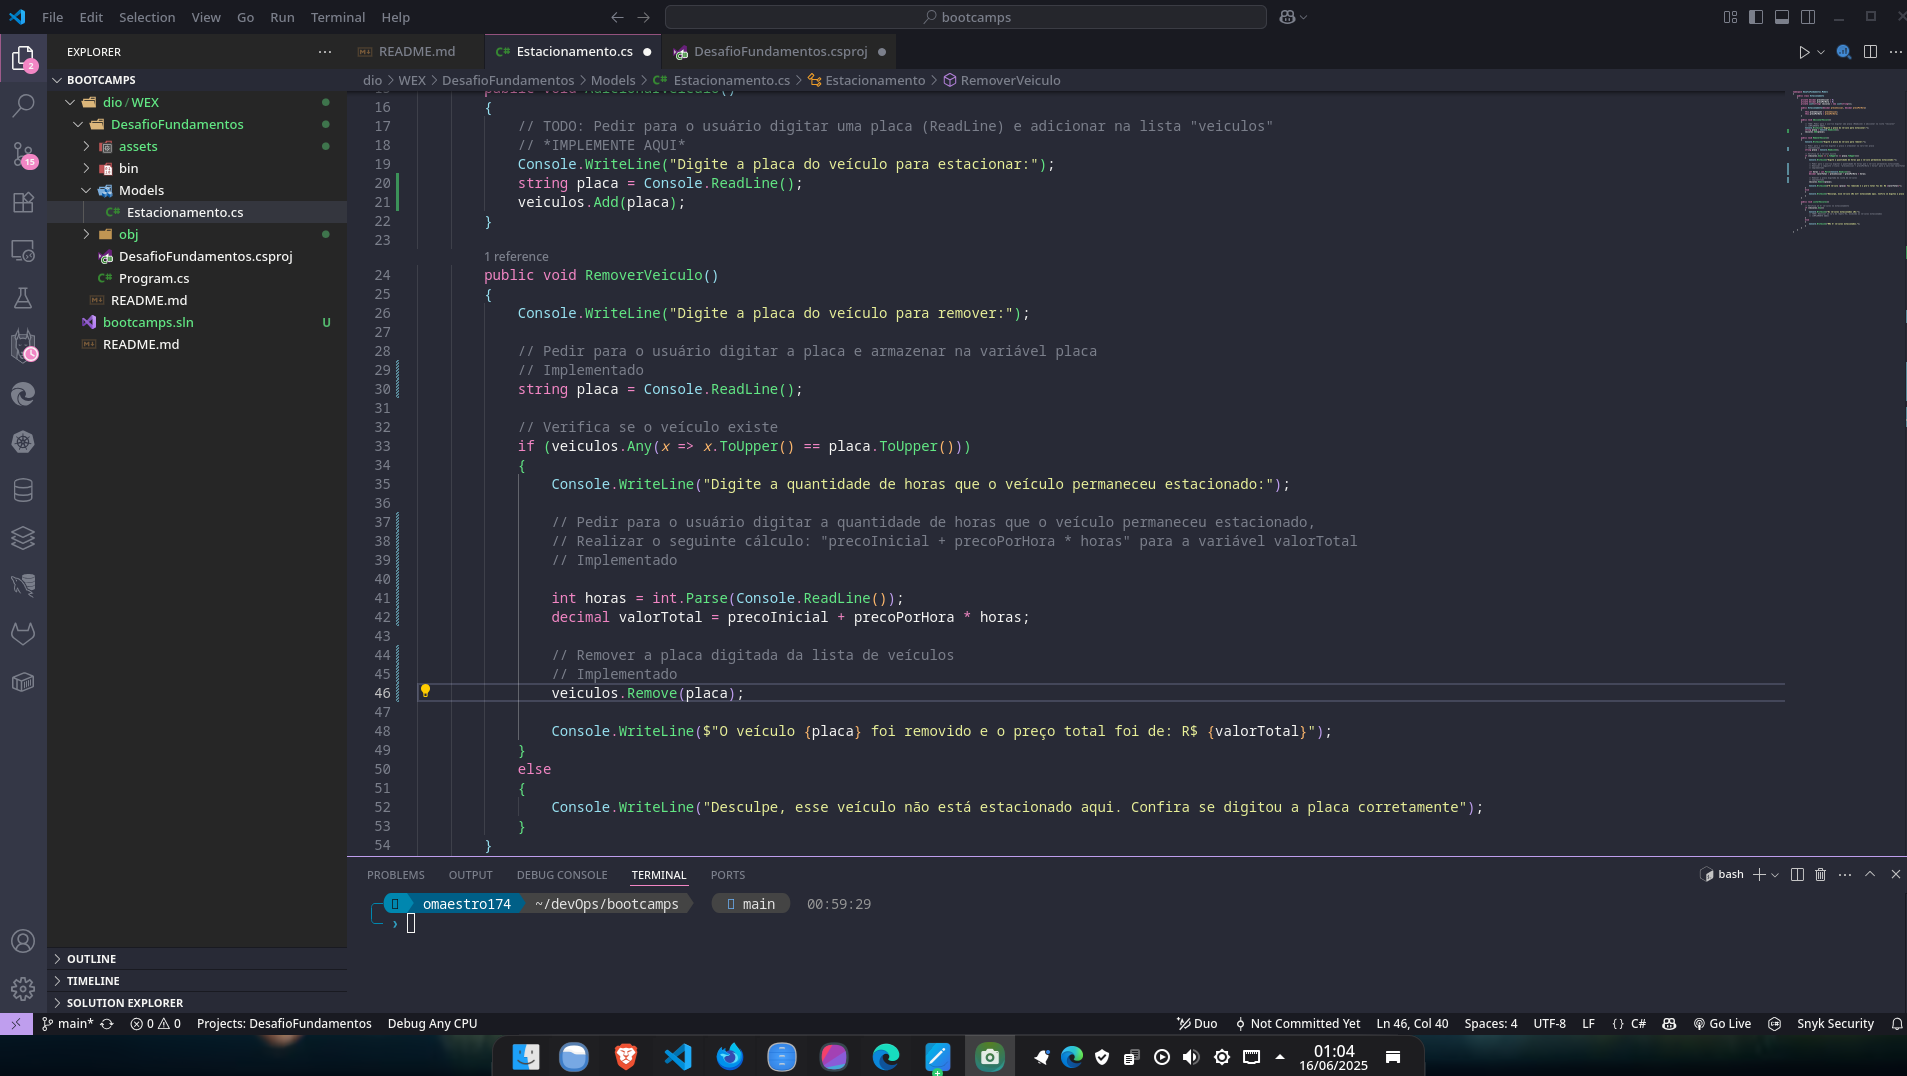 File Edit Selection View Go Run Terminal Help
bootcamps
EXPLORER
README.md
Estacionamento.cs
DesafioFundamentos.csproj
BOOTCAMPS
dio / WEX
DesafioFundamentos
assets
bin
Models
Estacionamento.cs
obj
DesafioFundamentos.csproj
Program.cs
README.md
bootcamps.sln U
README.md
2
15
OUTLINE
TIMELINE
SOLUTION EXPLORER
dio > WEX > DesafioFundamentos > Models > Estacionamento.cs > Estacionamento > RemoverVeiculo
16 {
17 // TODO: Pedir para o usuário digitar uma placa (ReadLine) e adicionar na lista "veiculos"
18 // *IMPLEMENTE AQUI*
19 Console.WriteLine("Digite a placa do veículo para estacionar:");
20 string placa = Console.ReadLine();
21 veiculos.Add(placa);
22 }
23
1 reference
24 public void RemoverVeiculo()
25 {
26 Console.WriteLine("Digite a placa do veículo para remover:");
27
28 // Pedir para o usuário digitar a placa e armazenar na variável placa
29 // Implementado
30 string placa = Console.ReadLine();
31
32 // Verifica se o veículo existe
33 if (veiculos.Any(x => x.ToUpper() == placa.ToUpper()))
34 {
35 Console.WriteLine("Digite a quantidade de horas que o veículo permaneceu estacionado:");
36
37 // Pedir para o usuário digitar a quantidade de horas que o veículo permaneceu estacionado,
38 // Realizar o seguinte cálculo: "precoInicial + precoPorHora * horas" para a variável valorTotal
39 // Implementado
40
41 int horas = int.Parse(Console.ReadLine());
42 decimal valorTotal = precoInicial + precoPorHora * horas;
43
44 // Remover a placa digitada da lista de veículos
45 // Implementado
46 veiculos.Remove(placa);
47
48 Console.WriteLine($"O veículo {placa} foi removido e o preço total foi de: R$ {valorTotal}");
49 }
50 else
51 {
52 Console.WriteLine("Desculpe, esse veículo não está estacionado aqui. Confira se digitou a placa corretamente");
53 }
54 }
PROBLEMS OUTPUT DEBUG CONSOLE TERMINAL PORTS
bash
omaestro174 ~/devOps/bootcamps main 00:59:29
main* 0 0 Projects: DesafioFundamentos Debug Any CPU
Duo Not Committed Yet Ln 46, Col 40 Spaces: 4 UTF-8 LF {} C# Go Live Snyk Security
01:04
16/06/2025